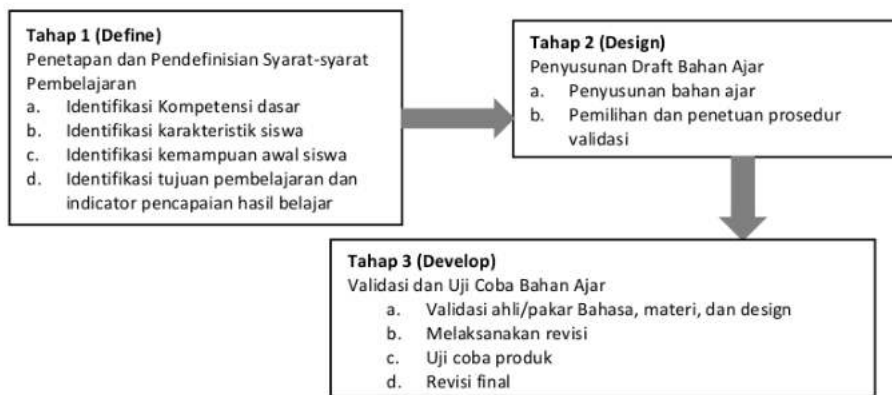 Tahap 1 (Define)
Penetapan dan Pendefinisian Syarat-syarat
Pembelajaran
a. Identifikasi Kompetensi dasar
b. Identifikasi karakteristik siswa
c. Identifikasi kemampuan awal siswa
d. Identifikasi tujuan pembelajaran dan
indicator pencapaian hasil belajar
Tahap 2 (Design)
Penyusunan Draft Bahan Ajar
a. Penyusunan bahan ajar
b. Pemilihan dan penetuan prosedur
validasi
Tahap 3 (Develop)
Validasi dan Uji Coba Bahan Ajar
a. Validasi ahli/pakar Bahasa, materi, dan design
b. Melaksanakan revisi
c. Uji coba produk
d. Revisi final